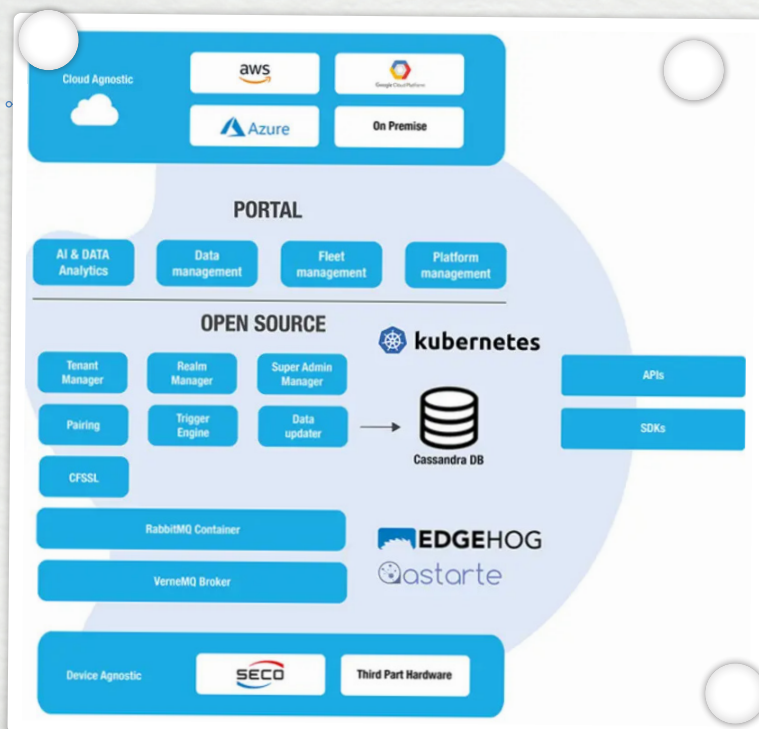 Cloud Agnostic
aws
Google Cloud Platform
Azure
On Premise
PORTAL
AI & DATA
Analytics
Data
management
Fleet
management
Platform
management
OPEN SOURCE
kubernetes
Tenant
Manager
Realm
Manager
Super Admin
Manager
APIs
Pairing
Trigger
Engine
Data
updater
Cassandra DB
SDKs
CFSSL
RabbitMQ Container
EDGEHOG
astarte
VerneMQ Broker
Device Agnostic
SECO
Third Part Hardware